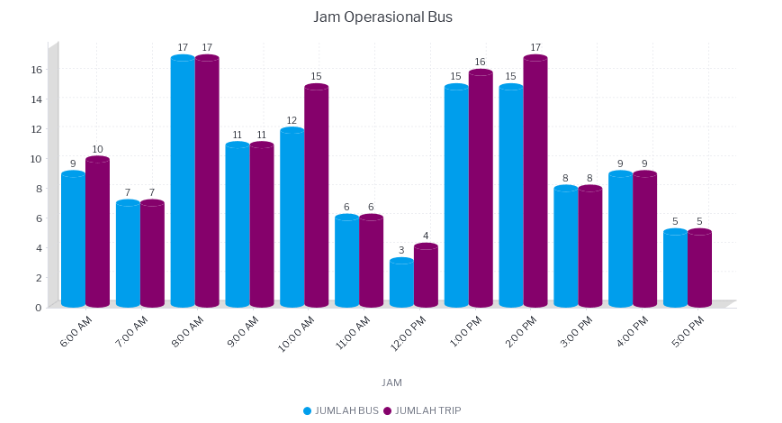 Jam Operasional Bus
16
14
12
10
8
6
4
2
0
9 10 7 7 17 17 11 11 12 15 6 6 3 4 15 16 15 17 8 8 9 9 5 5
6:00 AM 7:00 AM 8:00 AM 9:00 AM 10:00 AM 11:00 AM 12:00 PM 1:00 PM 2:00 PM 3:00 PM 4:00 PM 5:00 PM
JAM
JUMLAH BUS JUMLAH TRIP